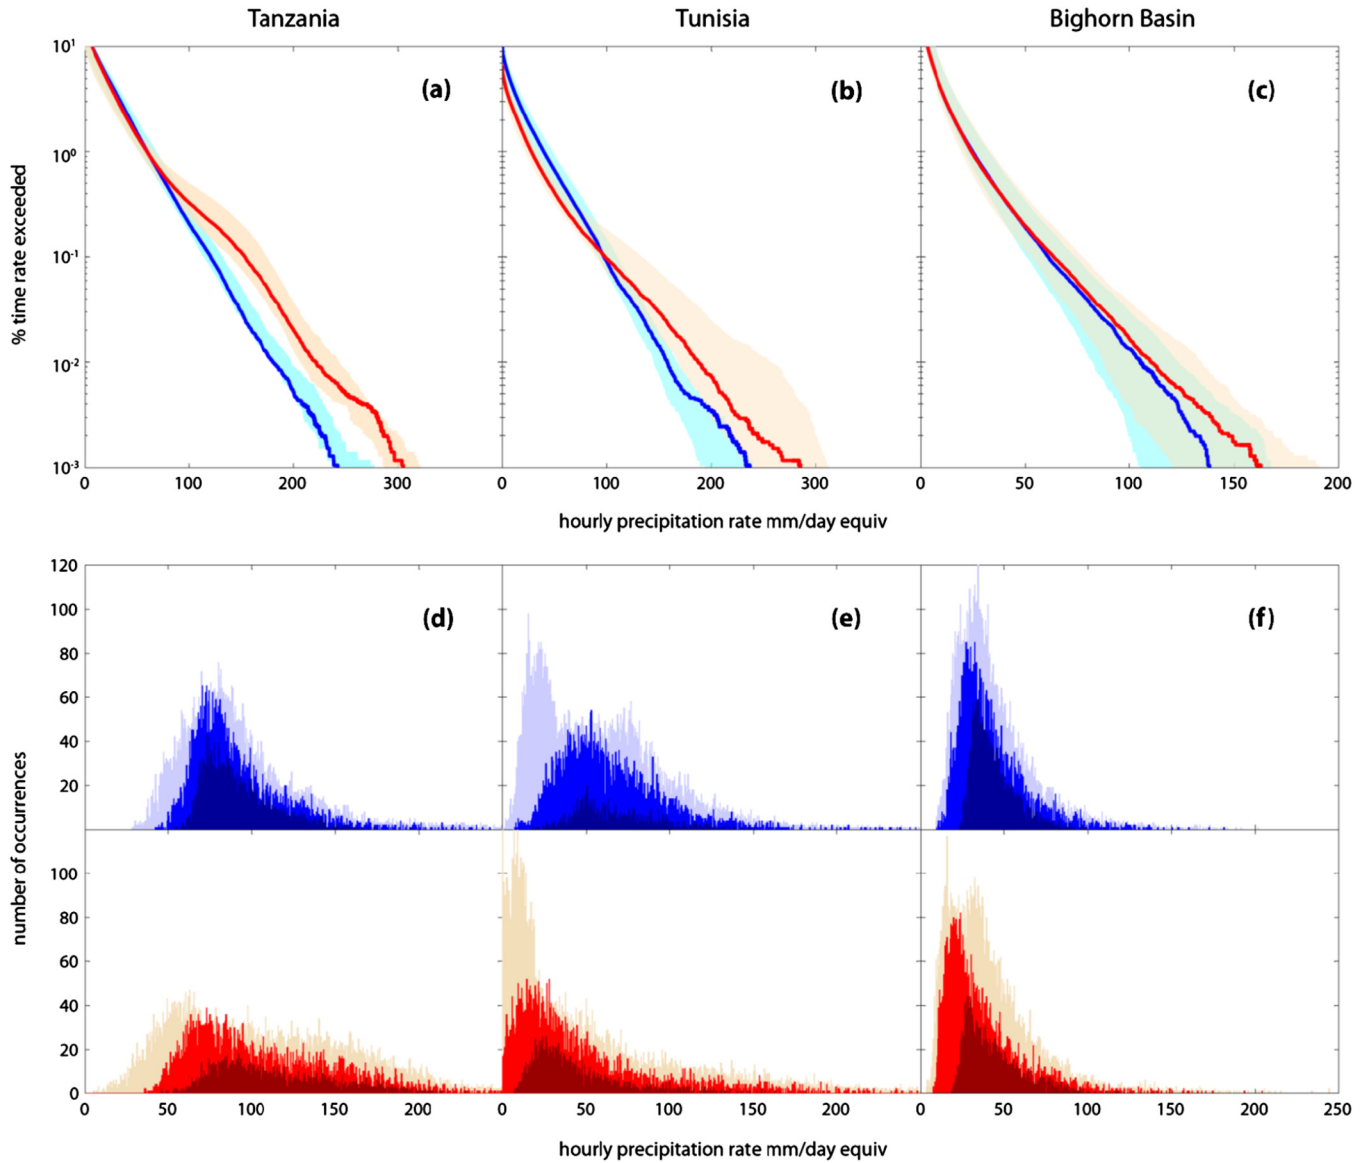 Tanzania Tunisia Bighorn Basin
10¹ (a) (b) (c)
10⁰
10⁻¹
10⁻²
10⁻³
% time rate exceeded
0 100 200 300 0 100 200 300 0 50 100 150 200
hourly precipitation rate mm/day equiv
120
100 (d) (e) (f)
80
60
40
20
number of occurrences
100
80
60
40
20
0
0 50 100 150 200 0 50 100 150 200 0 50 100 150 200 250
hourly precipitation rate mm/day equiv